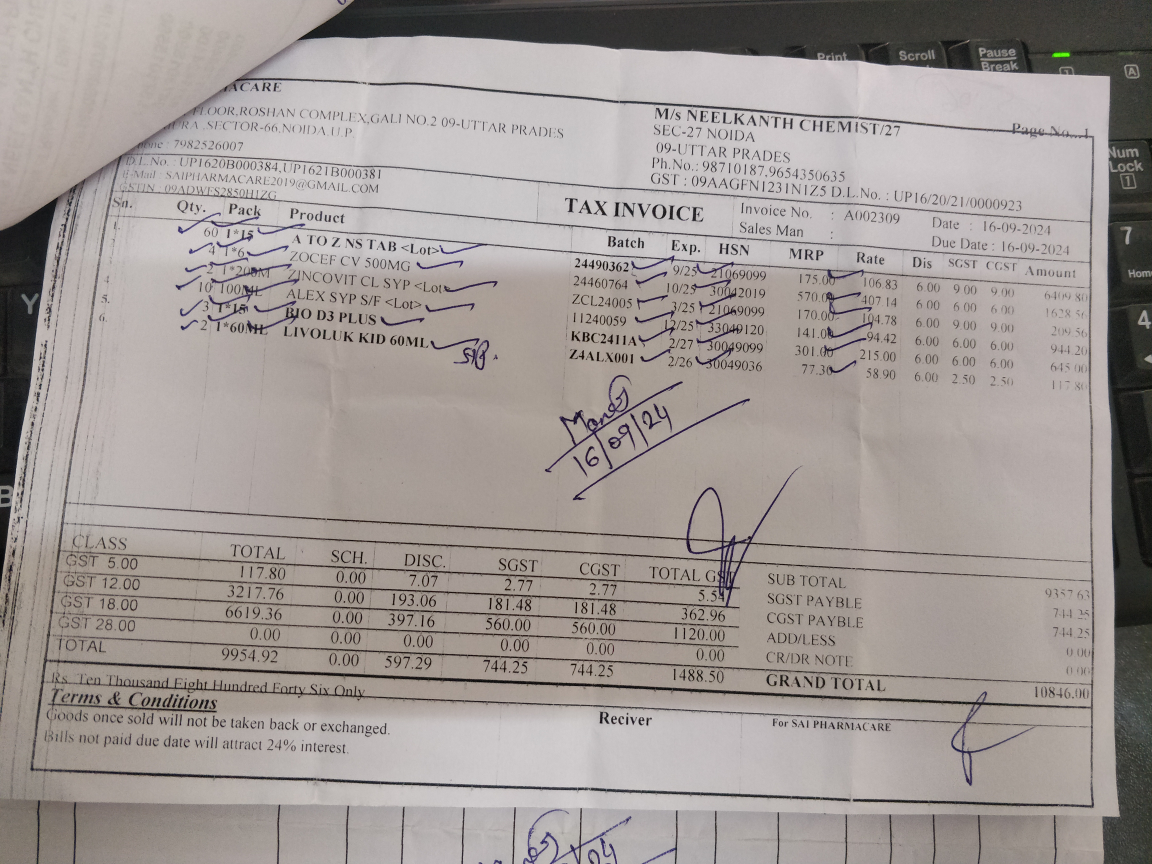 Print
Scroll
Pause
Break
Num
Lock
1
7
Home
4
A
Page No...1
FLOOR,ROSHAN COMPLEX,GALI NO.2 09-UTTAR PRADES
SECTOR-66,NOIDA,U.P
7982526007
D.L.No. : UP1620B000384,UP1621B000381
E-Mail : SAIPHARMACARE2019@GMAIL.COM
GSTIN : 09ADWFS2850H1ZG
M/s NEELKANTH CHEMIST/27
SEC-27 NOIDA
09-UTTAR PRADES
Ph.No.: 98710187,9654350635
GST : 09AAGFN1231N1Z5 D.L.No. : UP16/20/21/0000923
TAX INVOICE
Invoice No. : A002309 Date : 16-09-2024
Sales Man : Due Date : 16-09-2024
Sn. Qty. Pack Product Batch Exp. HSN MRP Rate Dis SGST CGST Amount
1. 60 1*15 A TO Z NS TAB <Lot> 24490362 9/25 21069099 175.00 106.83 6.00 9.00 9.00 6409.80
4 1*6 ZOCEF CV 500MG 24460764 10/25 30042019 570.00 407.14 6.00 6.00 6.00 1628.56
2 1*200M ZINCOVIT CL SYP <Lot> ZCL24005 3/25 21069099 170.00 104.78 6.00 9.00 9.00 209.56
4 10 100ML ALEX SYP S/F <Lot> 11240059 12/25 33049120 141.00 94.42 6.00 6.00 6.00 944.20
5. 3 1*15 BIO D3 PLUS KBC2411A 2/27 30049099 301.00 215.00 6.00 6.00 6.00 645.00
6. 2 1*60ML LIVOLUK KID 60ML Z4ALX001 2/26 30049036 77.30 58.90 6.00 2.50 2.50 117.80
16/09/24
CLASS TOTAL SCH. DISC. SGST CGST TOTAL GST
GST 5.00 117.80 0.00 7.07 2.77 2.77 5.54
GST 12.00 3217.76 0.00 193.06 181.48 181.48 362.96
GST 18.00 6619.36 0.00 397.16 560.00 560.00 1120.00
GST 28.00 0.00 0.00 0.00 0.00 0.00 0.00
TOTAL 9954.92 0.00 597.29 744.25 744.25 1488.50
SUB TOTAL 9357.63
SGST PAYBLE 744.25
CGST PAYBLE 744.25
ADD/LESS 0.00
CR/DR NOTE 0.00
GRAND TOTAL 10846.00
Rs. Ten Thousand Eight Hundred Forty Six Only
Terms & Conditions
Goods once sold will not be taken back or exchanged.
Bills not paid due date will attract 24% interest.
Reciver
For SAI PHARMACARE